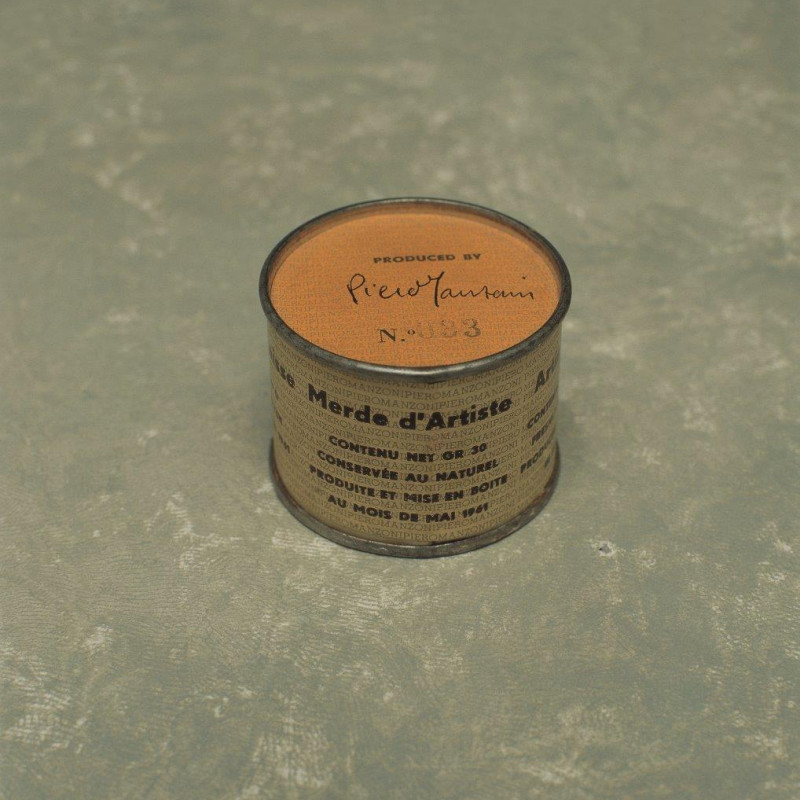 PRODUCED BY
Piero Manzoni
N.º 033
Merde d'Artiste
CONTENU NET GR 30
CONSERVÉE AU NATUREL
PRODUITE ET MISE EN BOITE
AU MOIS DE MAI 1961